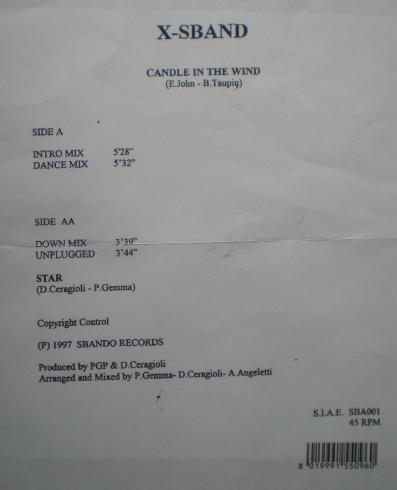 X-SBAND
CANDLE IN THE WIND
(E.John - B.Taupin)
SIDE A
INTRO MIX 5'28"
DANCE MIX 5'32"
SIDE AA
DOWN MIX 3'39"
UNPLUGGED 3'44"
STAR
(D.Ceragioli - P.Gemma)
Copyright Control
(P) 1997 SBANDO RECORDS
Produced by PGP & D.Ceragioli
Arranged and Mixed by P.Gemma- D.Ceragioli- A.Angeletti
S.I.A.E. SBA001
45 RPM
8 019991 550960